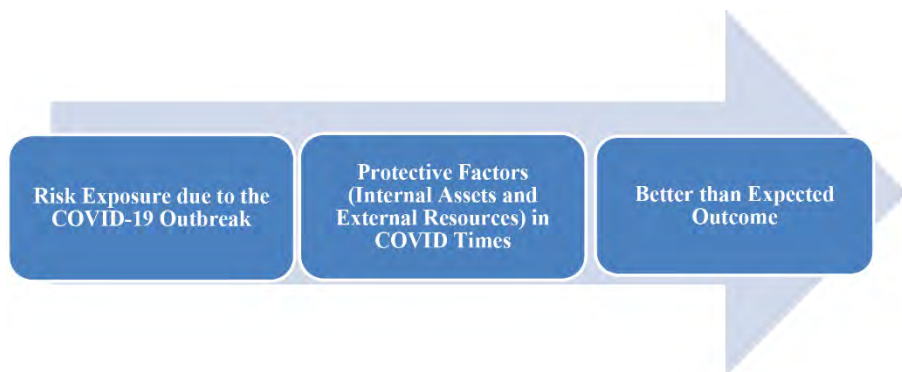 Risk Exposure due to the
COVID-19 Outbreak
Protective Factors
(Internal Assets and
External Resources) in
COVID Times
Better than Expected
Outcome